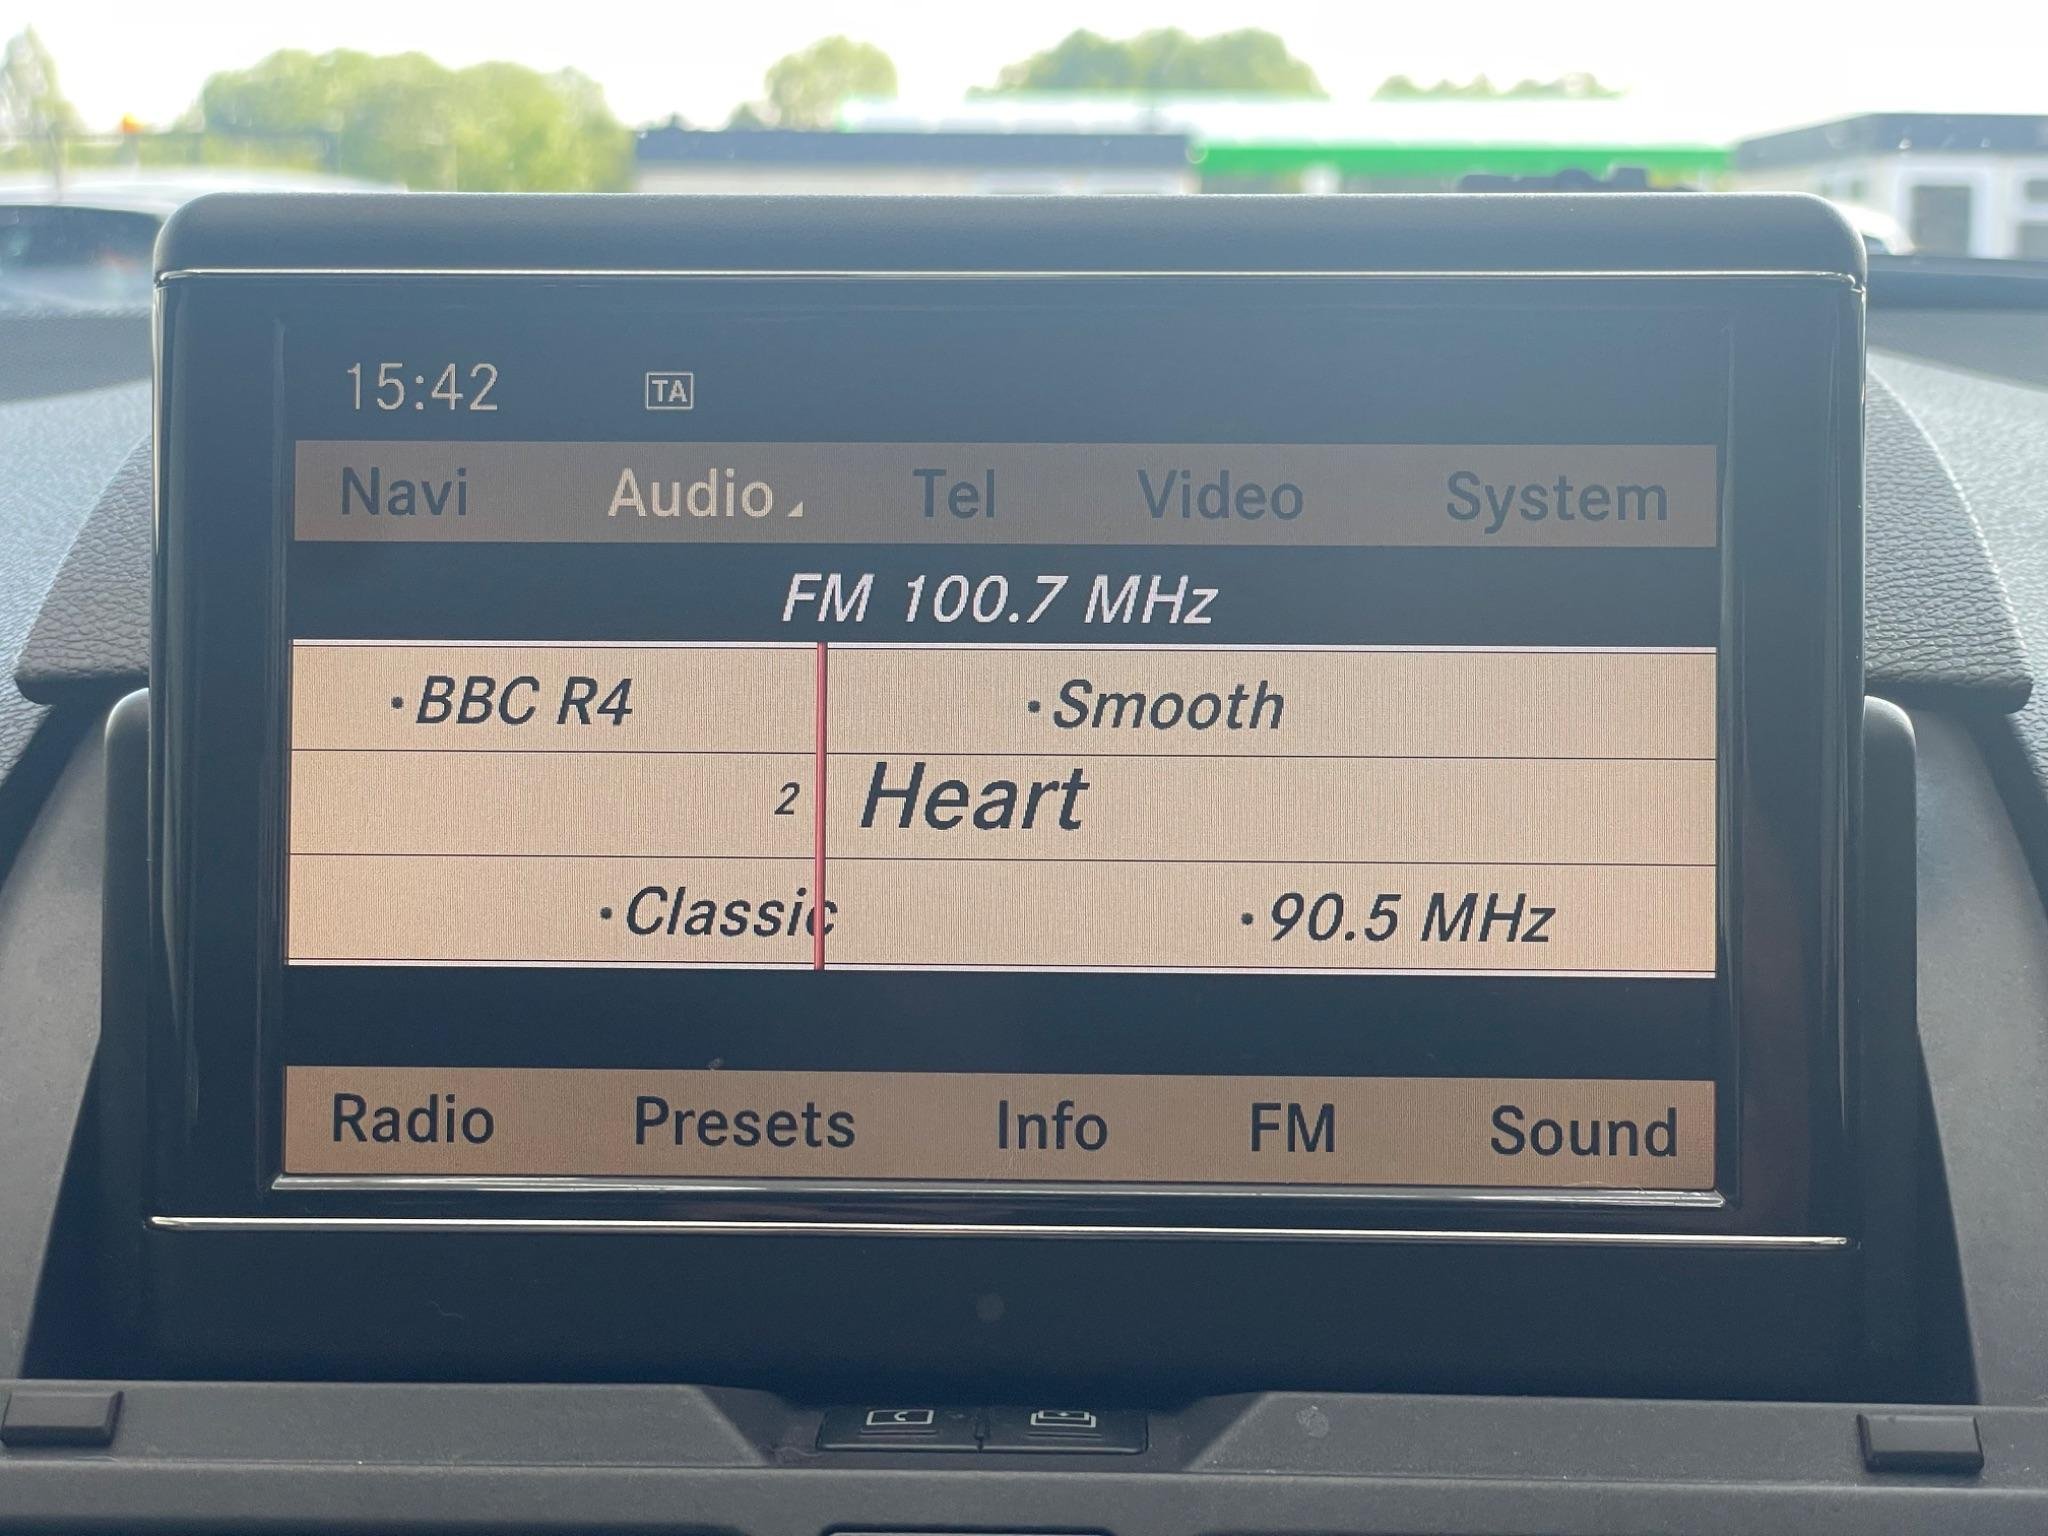 15:42 TA
Navi Audio Tel Video System
FM 100.7 MHz
·BBC R4 ·Smooth
2 Heart
·Classic ·90.5 MHz
Radio Presets Info FM Sound